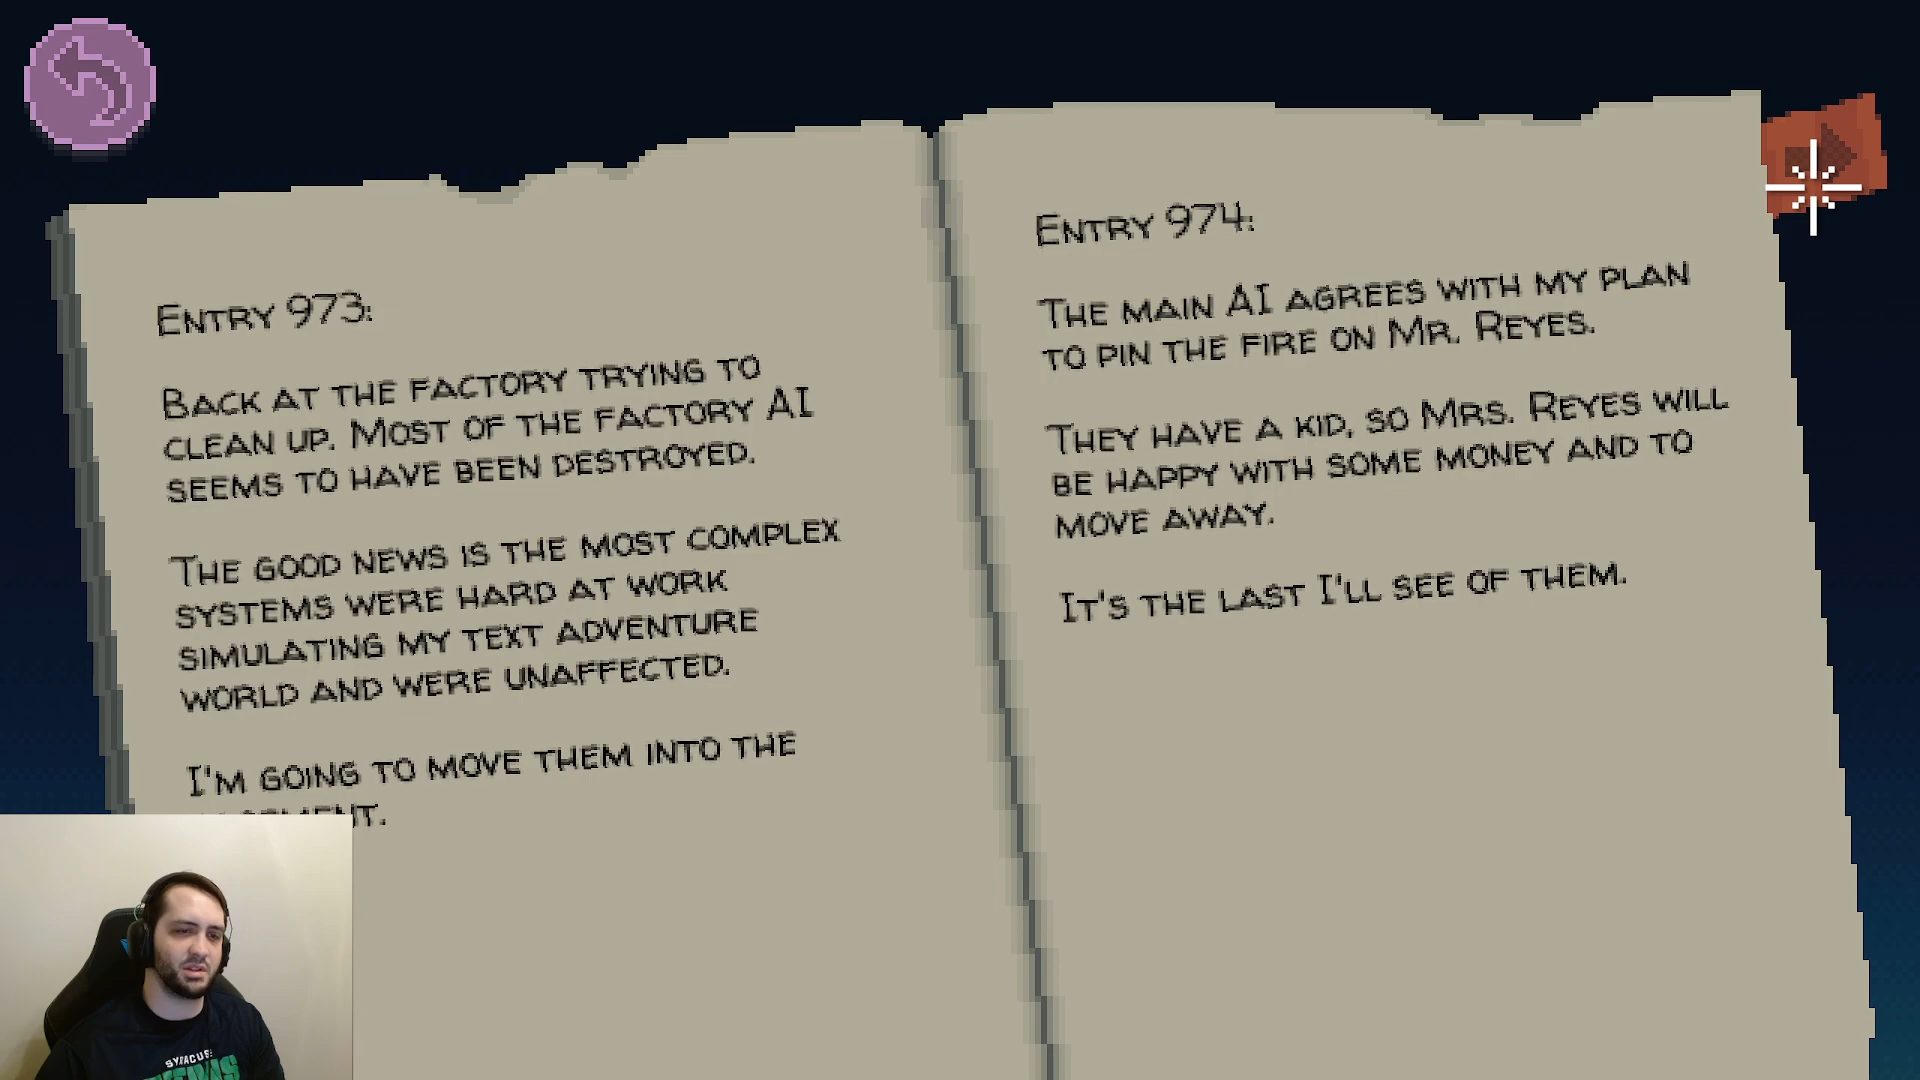 Entry 973:
Back at the factory trying to
clean up. Most of the factory AI
seems to have been destroyed.
The good news is the most complex
systems were hard at work
simulating my text adventure
world and were unaffected.
I'm going to move them into the
Entry 974:
The main AI agrees with my plan
to pin the fire on Mr. Reyes.
They have a kid, so Mrs. Reyes will
be happy with some money and to
move away.
It's the last I'll see of them.
SYRACUSE